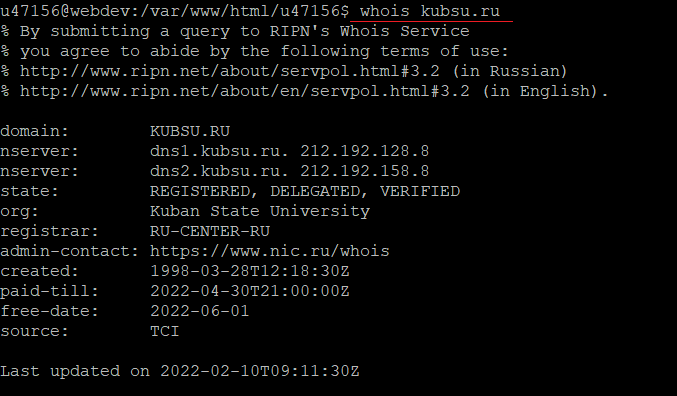 u47156@webdev:/var/www/html/u47156$ whois kubsu.ru
% By submitting a query to RIPN's Whois Service
% you agree to abide by the following terms of use:
% http://www.ripn.net/about/servpol.html#3.2 (in Russian)
% http://www.ripn.net/about/en/servpol.html#3.2 (in English).

domain:        KUBSU.RU
nserver:       dns1.kubsu.ru. 212.192.128.8
nserver:       dns2.kubsu.ru. 212.192.158.8
state:         REGISTERED, DELEGATED, VERIFIED
org:           Kuban State University
registrar:     RU-CENTER-RU
admin-contact: https://www.nic.ru/whois
created:       1998-03-28T12:18:30Z
paid-till:     2022-04-30T21:00:00Z
free-date:     2022-06-01
source:        TCI

Last updated on 2022-02-10T09:11:30Z